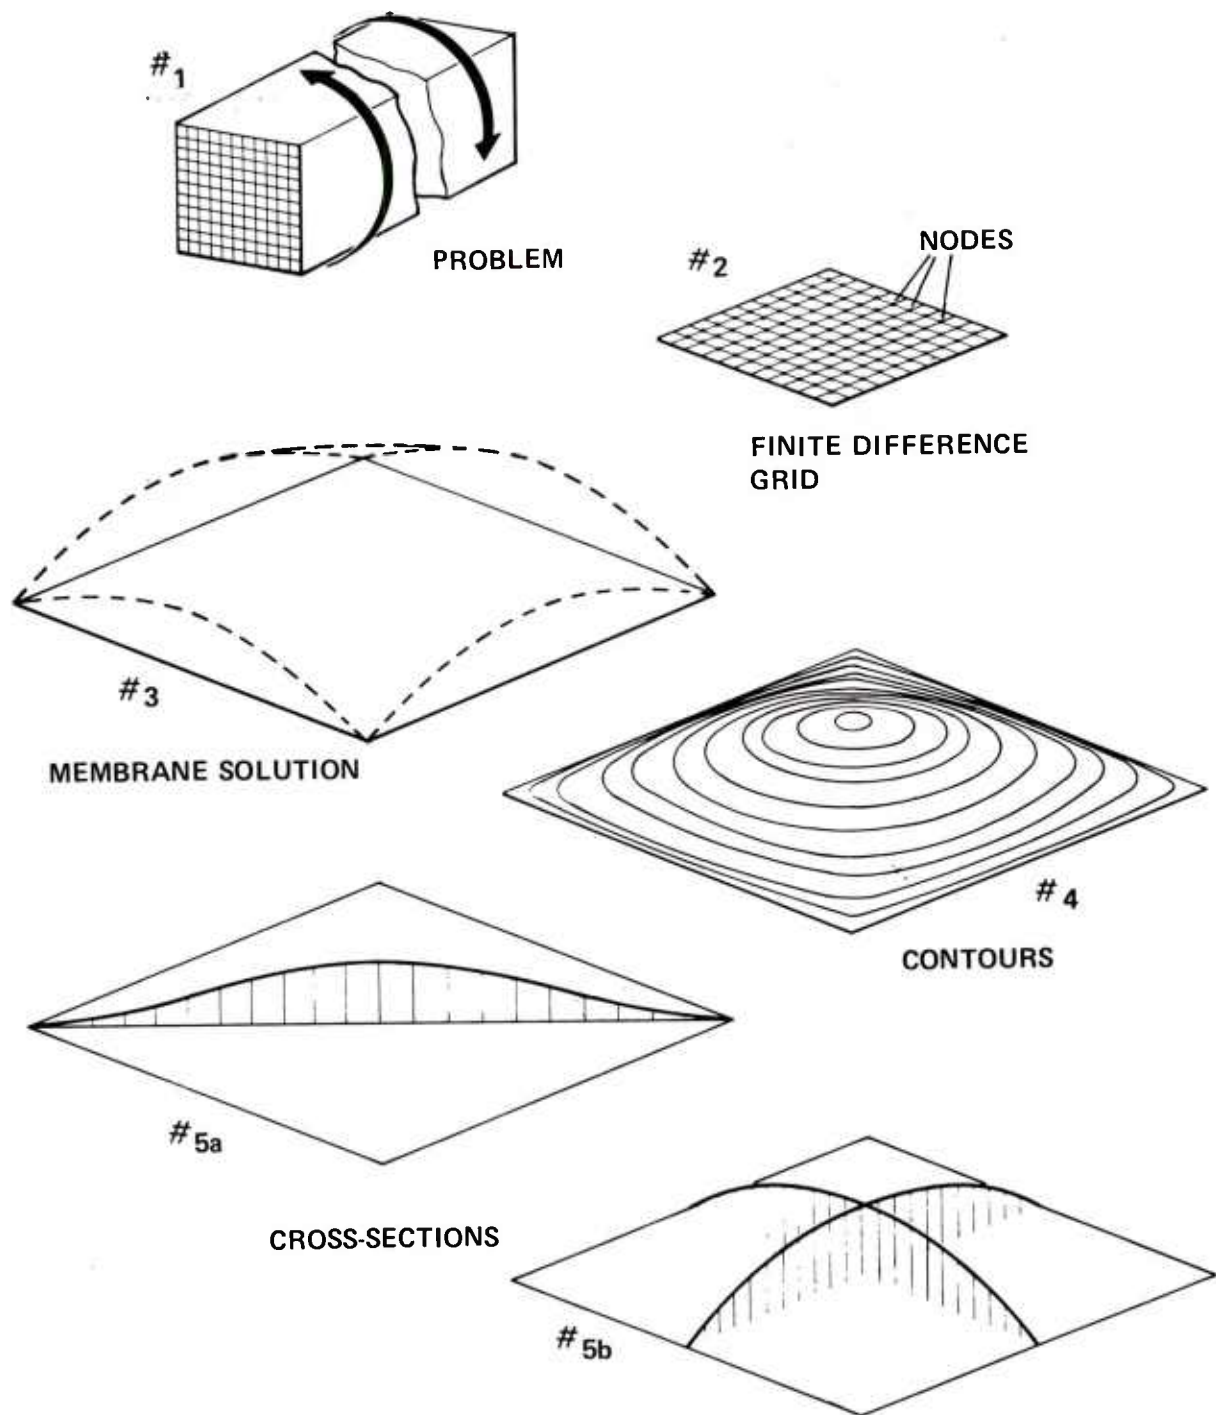 #1
PROBLEM
#2
NODES
FINITE DIFFERENCE
GRID
#3
MEMBRANE SOLUTION
#4
CONTOURS
#5a
CROSS-SECTIONS
#5b